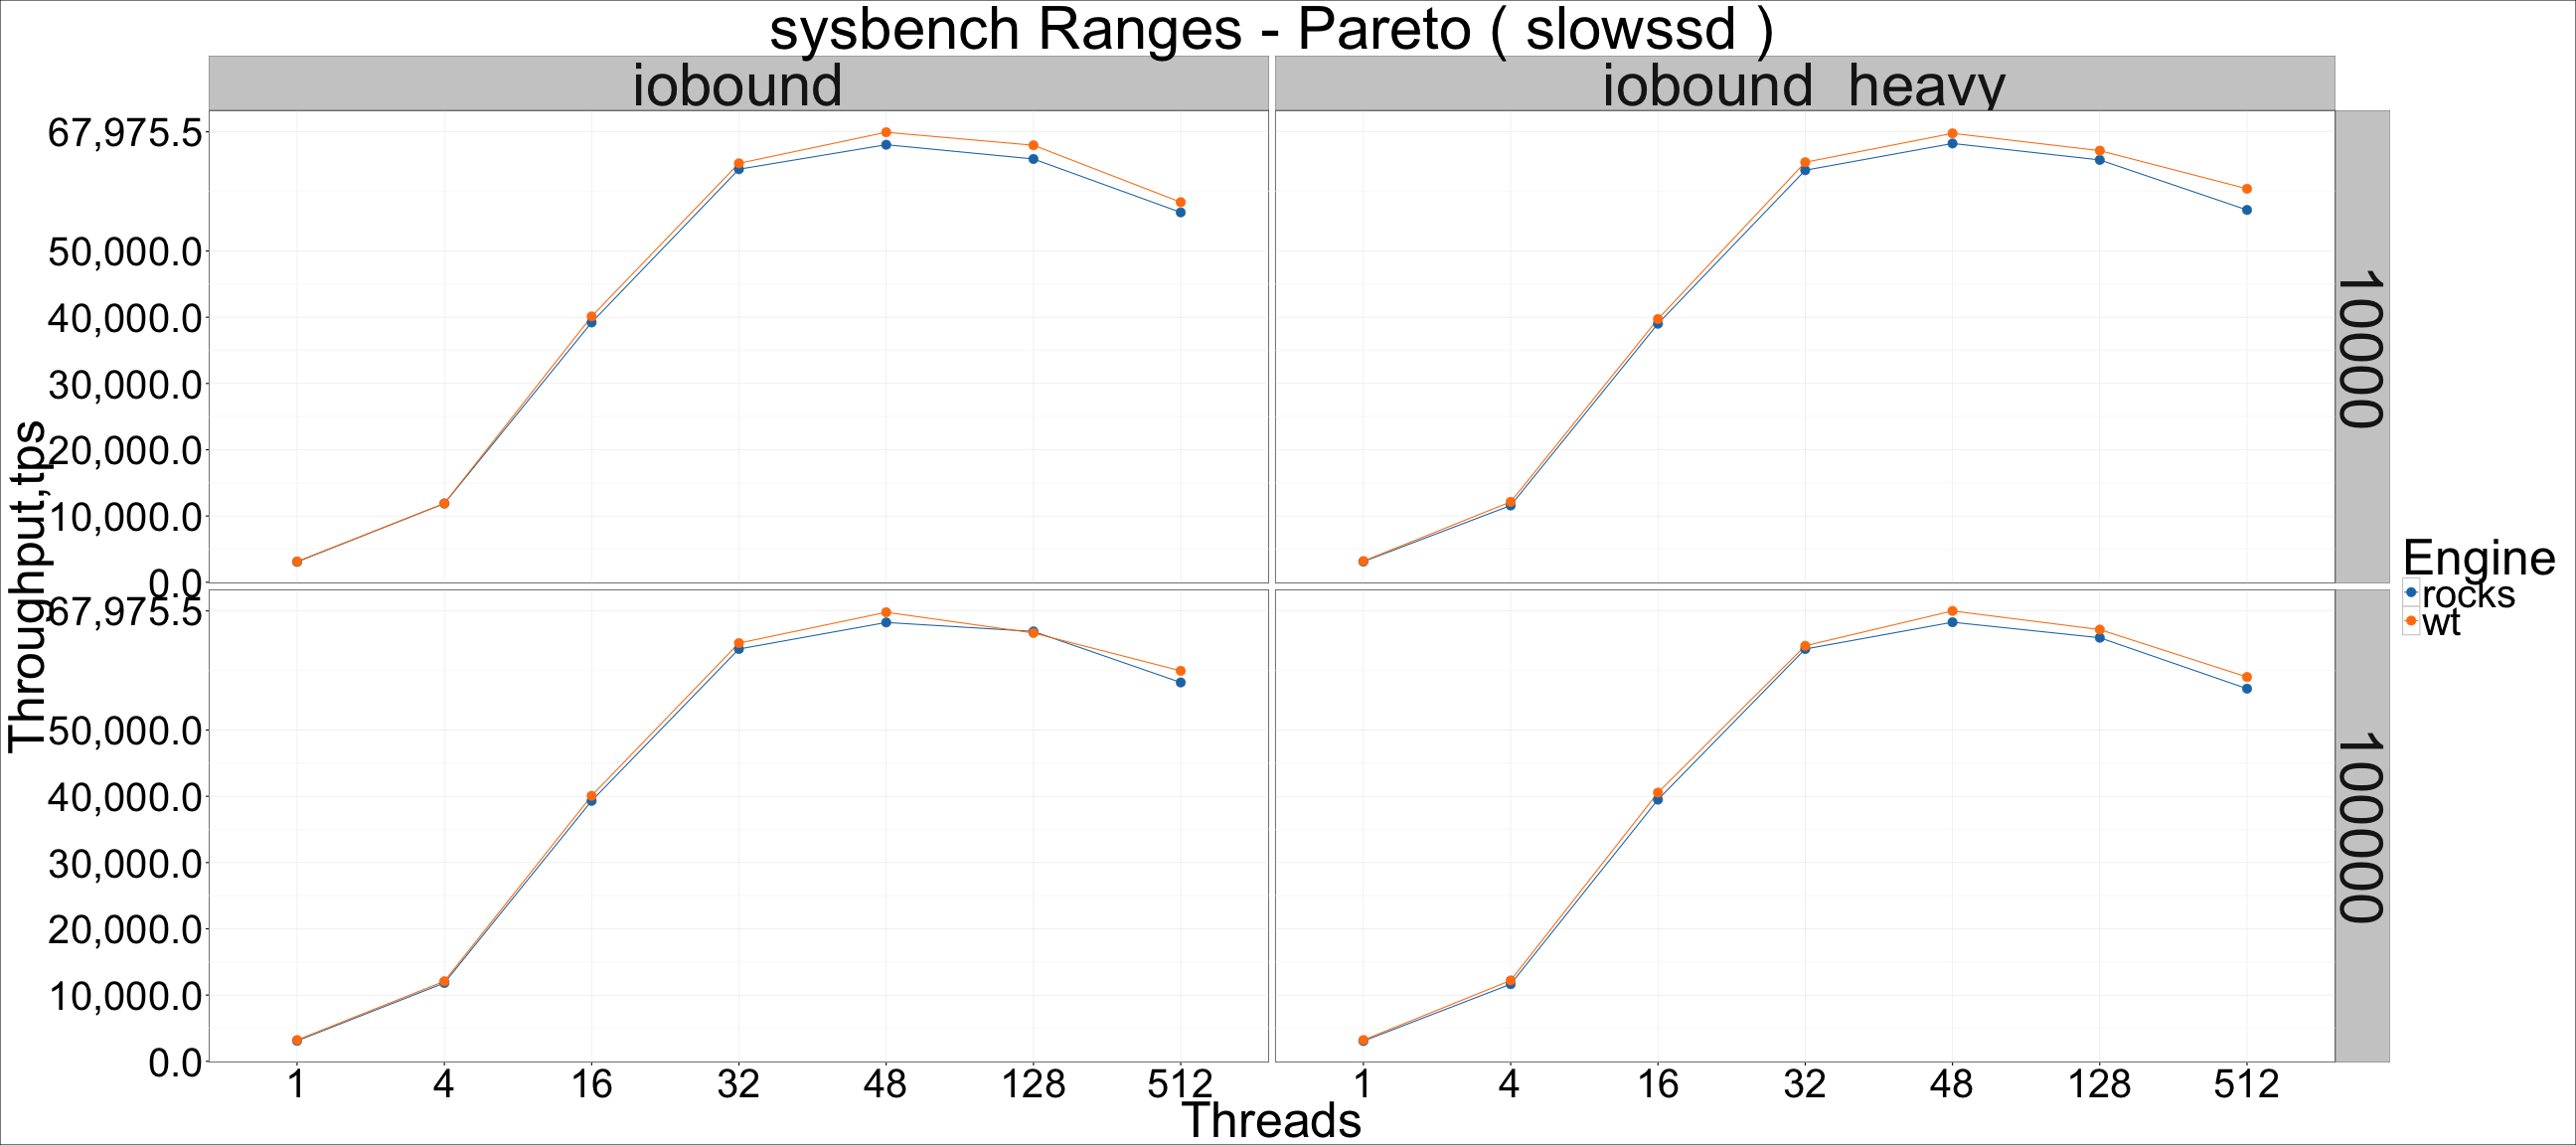 sysbench Ranges - Pareto ( slowssd )
iobound
iobound heavy
67,975.5
50,000.0
40,000.0
30,000.0
20,000.0
10,000.0
0.0
10000
67,975.5
50,000.0
40,000.0
30,000.0
20,000.0
10,000.0
0.0
1000000
Throughput,tps
1 4 16 32 48 128 512
1 4 16 32 48 128 512
Threads
Engine
rocks
wt